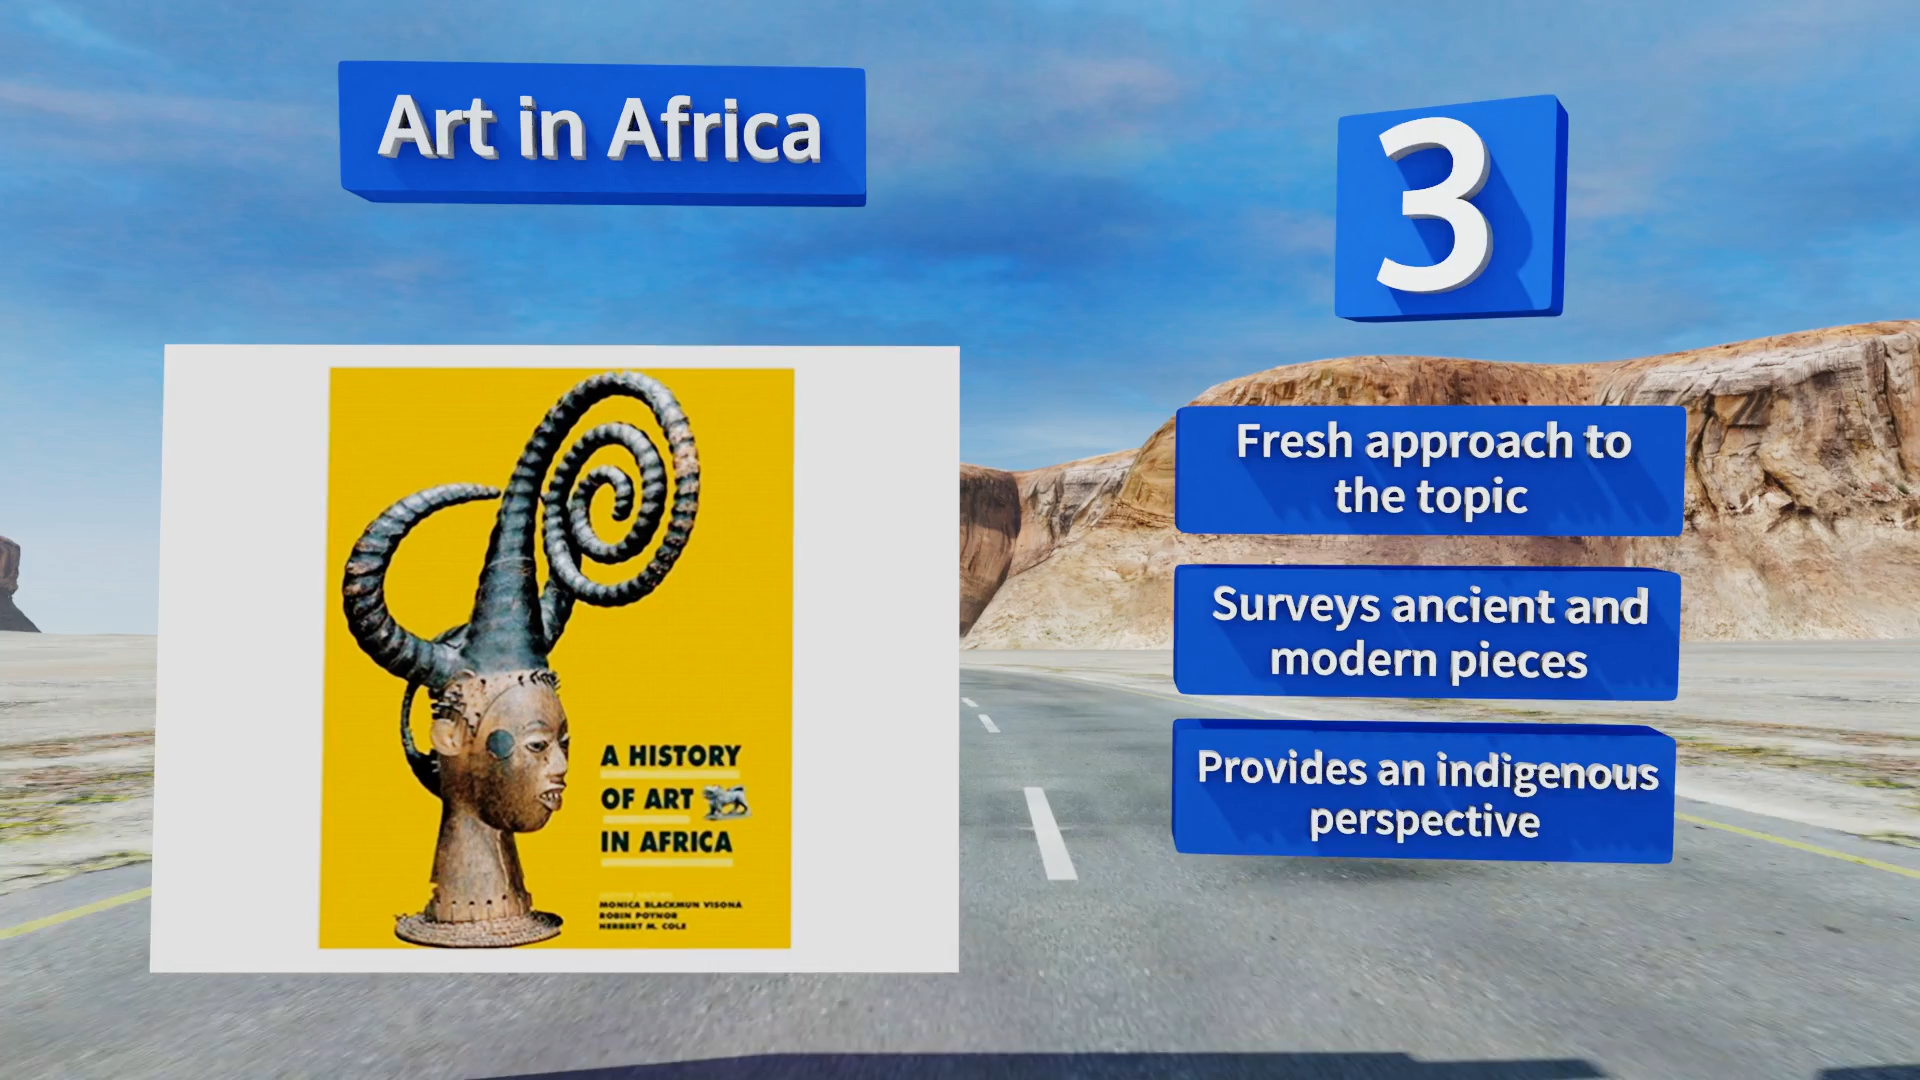 Art in Africa
3
A HISTORY
OF ART
IN AFRICA
MONICA BLACKMUN VISONA
ROBIN POYNOR
HERBERT M. COLE
Fresh approach to
the topic
Surveys ancient and
modern pieces
Provides an indigenous
perspective